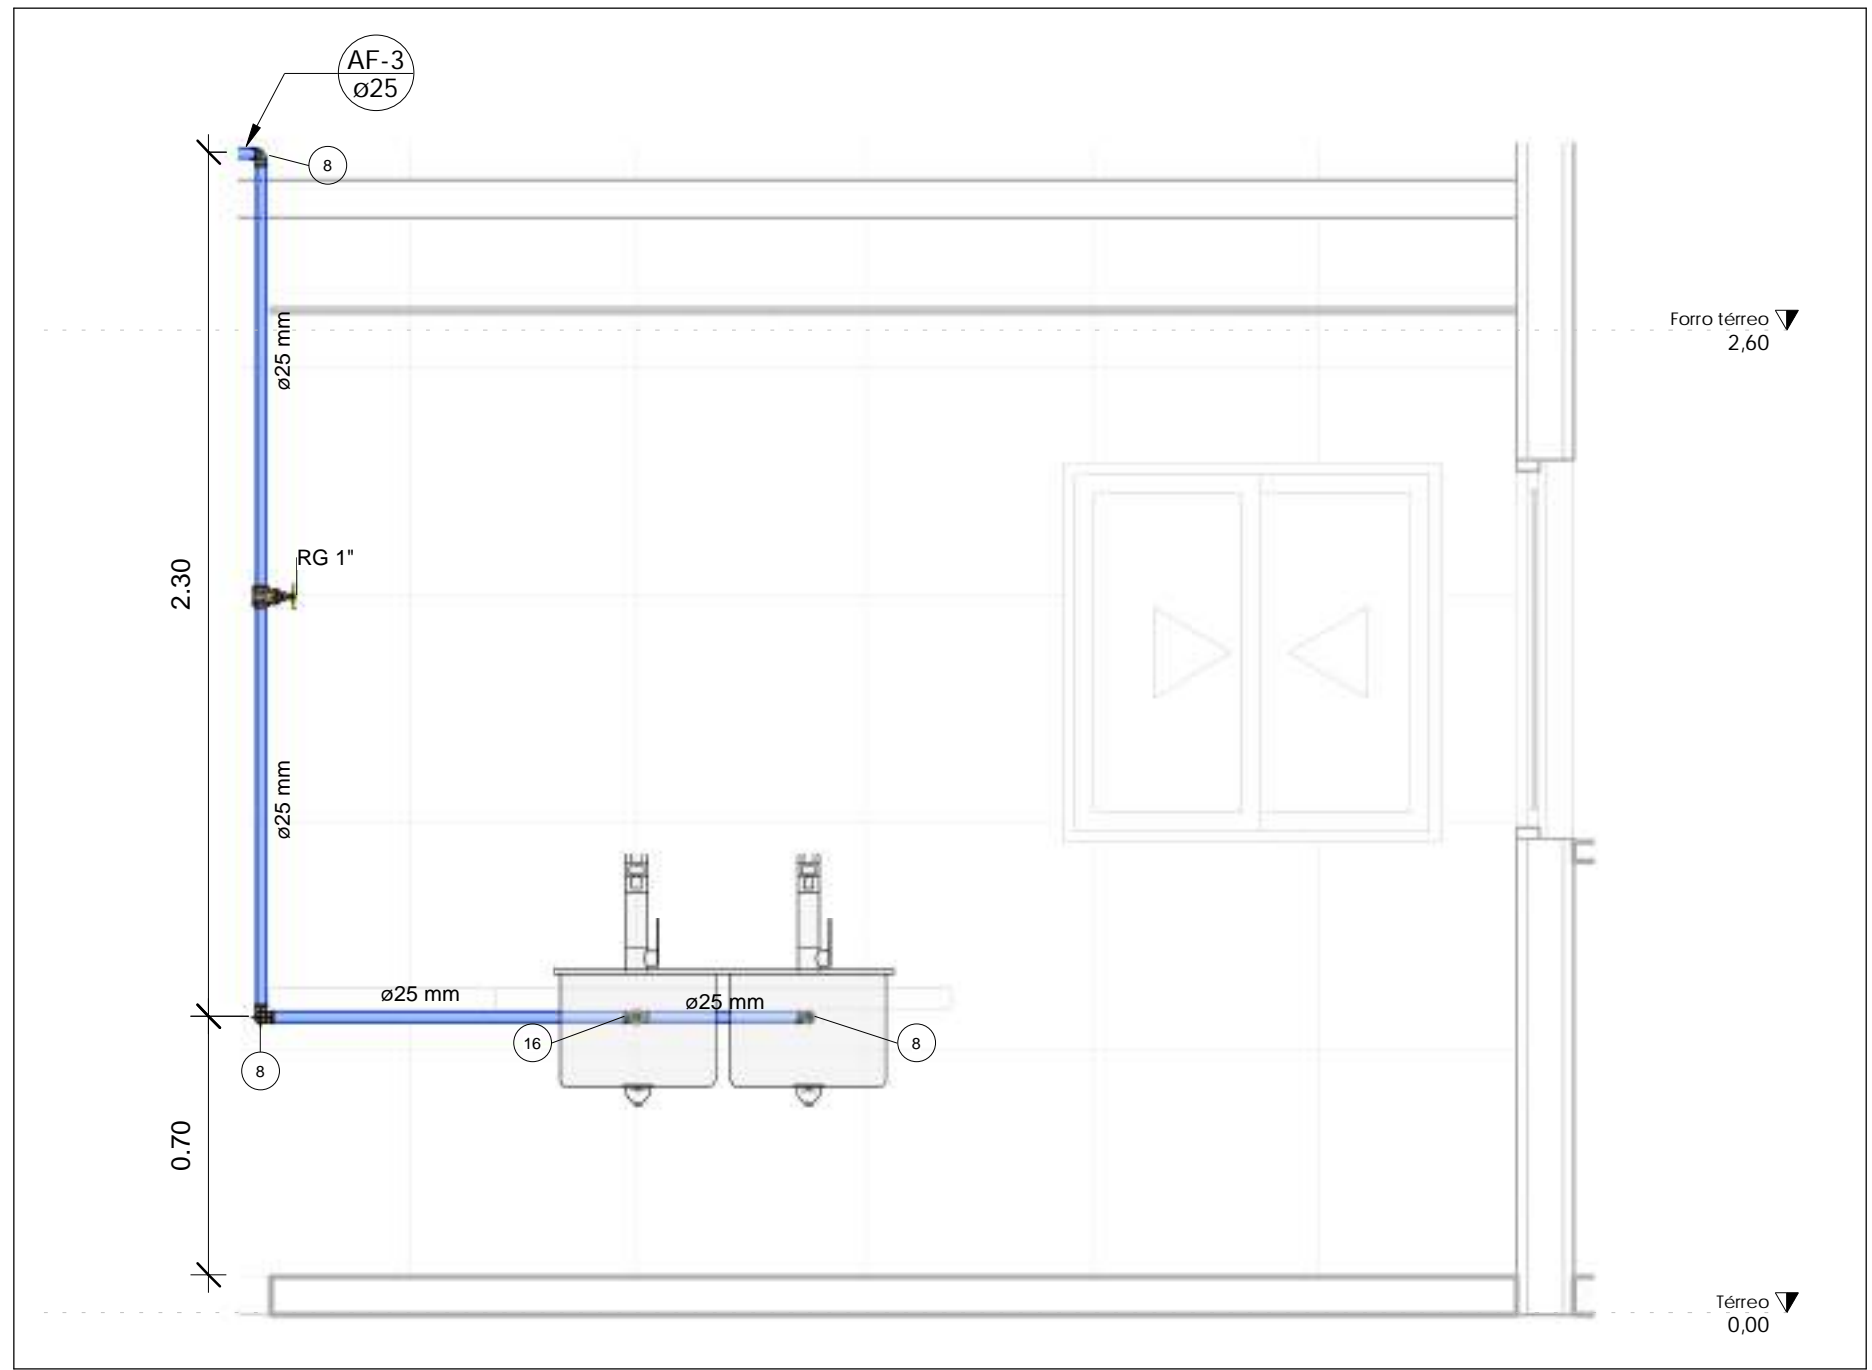 AF-3
ø25
8
Forro térreo
2,60
ø25 mm
RG 1"
2.30
ø25 mm
ø25 mm
ø25 mm
16
8
8
0.70
Térreo
0,00